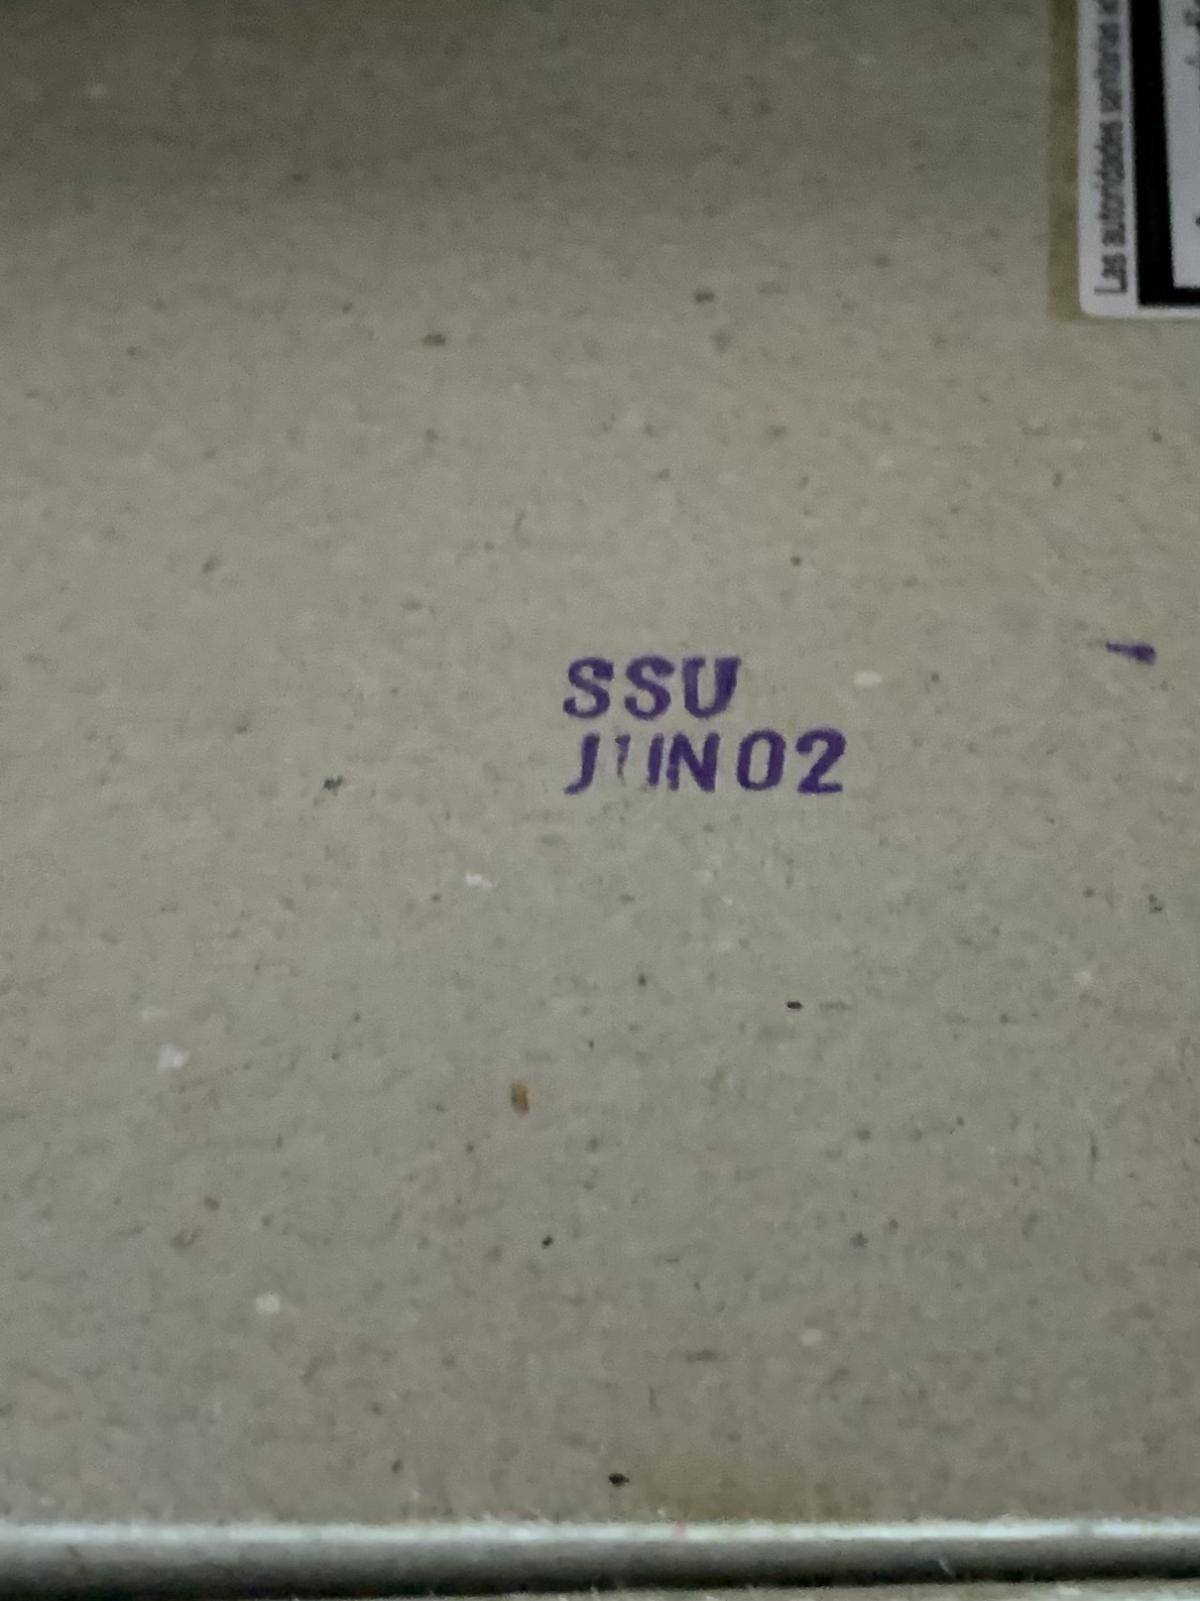 Las autoridades sanitarias
SSU
JUN 02